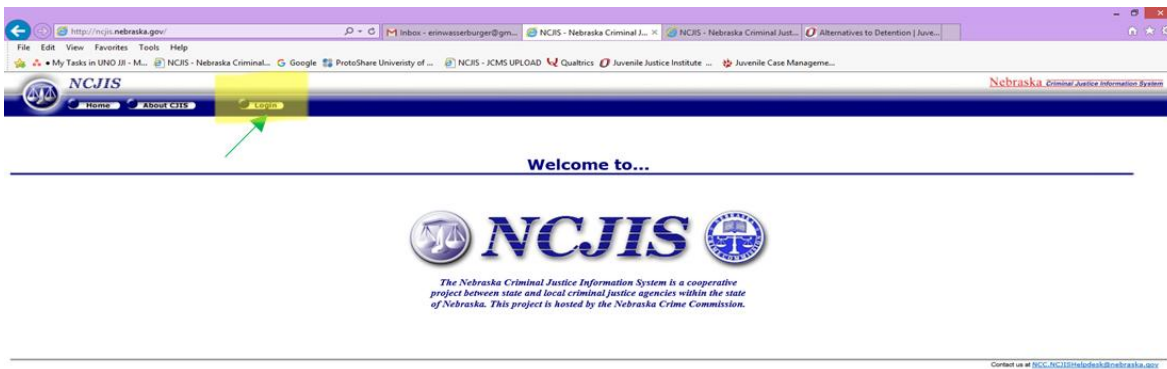 http://ncjis.nebraska.gov/
Inbox - erinwasserburger@gm...
NCJIS - Nebraska Criminal J...
NCJIS - Nebraska Criminal Just...
Alternatives to Detention | Juve...
File Edit View Favorites Tools Help
My Tasks in UNO JJI - M... NCJIS - Nebraska Criminal... Google ProtoShare Univeristy of ... NCJIS - JCMS UPLOAD Qualtrics Juvenile Justice Institute ... Juvenile Case Manageme...
NCJIS
Nebraska Criminal Justice Information System
Home About CJIS Login
Welcome to...
NCJIS
The Nebraska Criminal Justice Information System is a cooperative
project between state and local criminal justice agencies within the state
of Nebraska. This project is hosted by the Nebraska Crime Commission.
Contact us at NCC.NCJISHelpdesk@nebraska.gov